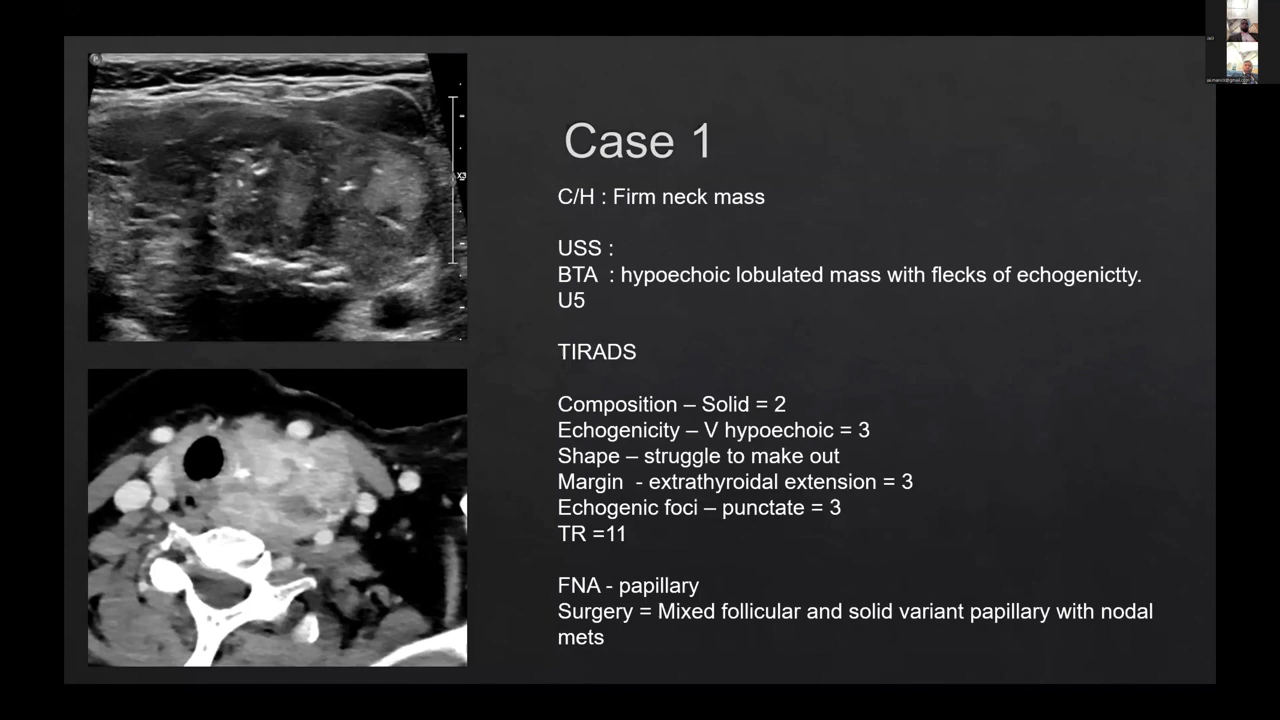 Case 1
C/H : Firm neck mass
USS :
BTA : hypoechoic lobulated mass with flecks of echogenictty.
U5
TIRADS
Composition – Solid = 2
Echogenicity – V hypoechoic = 3
Shape – struggle to make out
Margin - extrathyroidal extension = 3
Echogenic foci – punctate = 3
TR =11
FNA - papillary
Surgery = Mixed follicular and solid variant papillary with nodal
mets